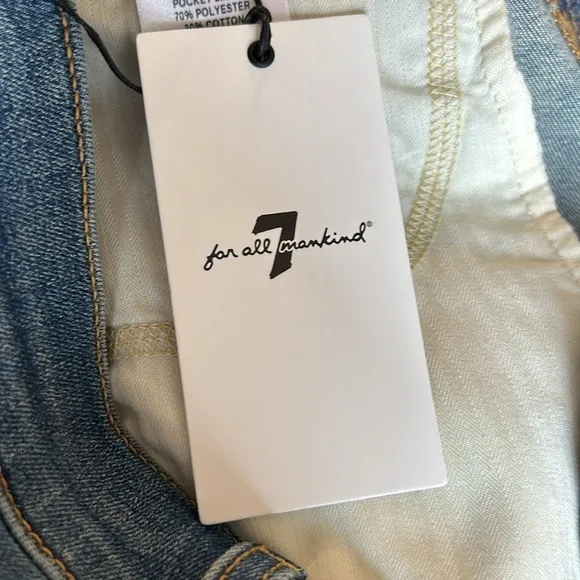 POCKET
70% POLYESTER
30% COTTON
for all 7 mankind®